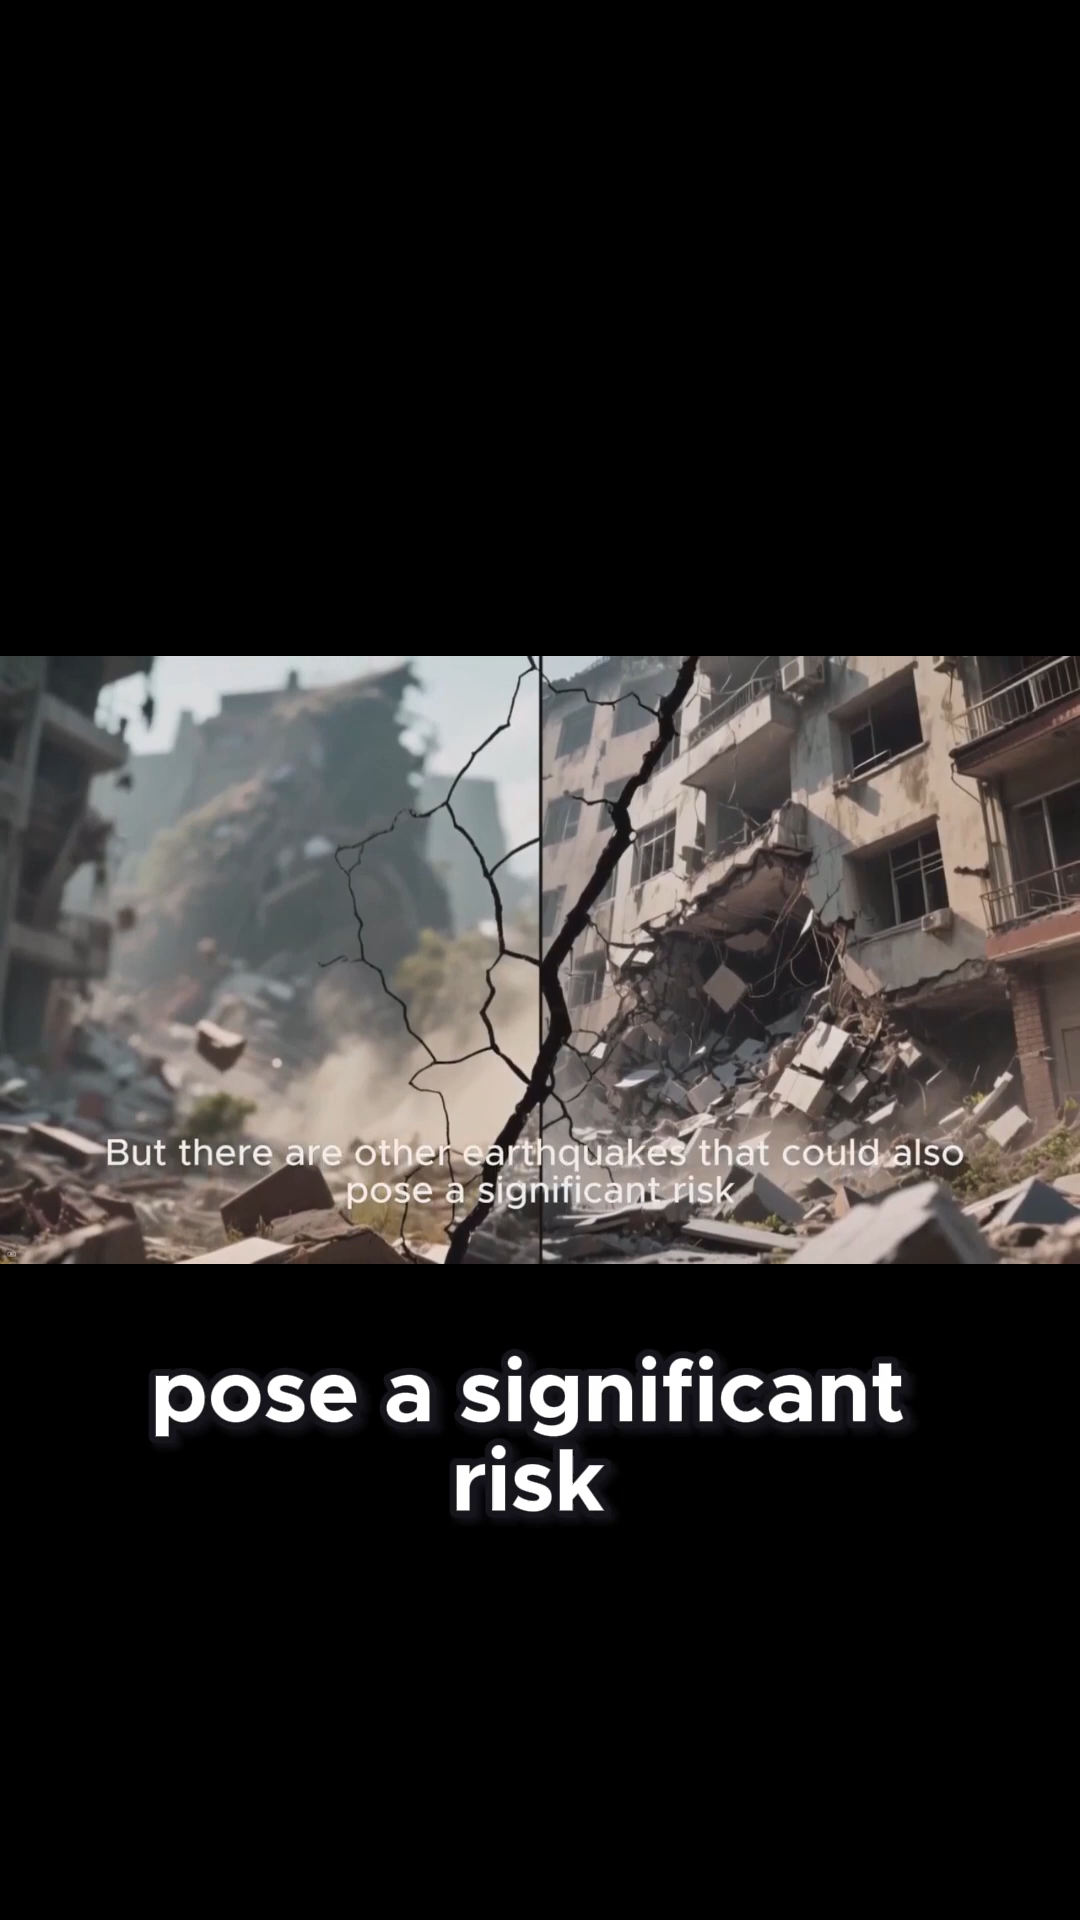 But there are other earthquakes that could also
pose a significant risk
pose a significant
risk